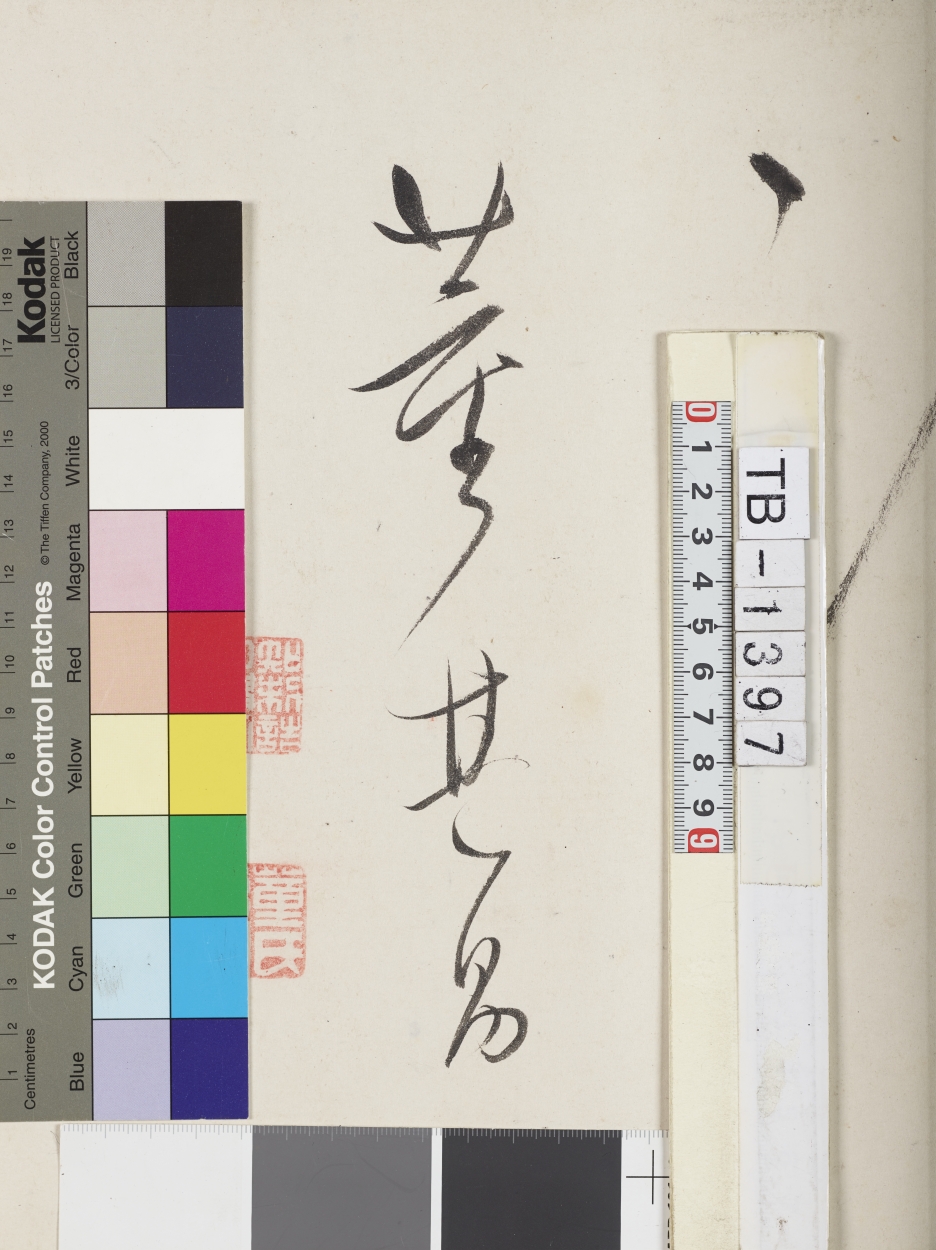 董其昌
TB-1397
0 1 2 3 4 5 6 7 8 9 0
Kodak
LICENSED PRODUCT
KODAK Color Control Patches
© The Tiffen Company, 2000
Blue Cyan Green Yellow Red Magenta White 3/Color Black
Centimetres
1 2 3 4 5 6 7 8 9 10 11 12 13 14 15 16 17 18 19